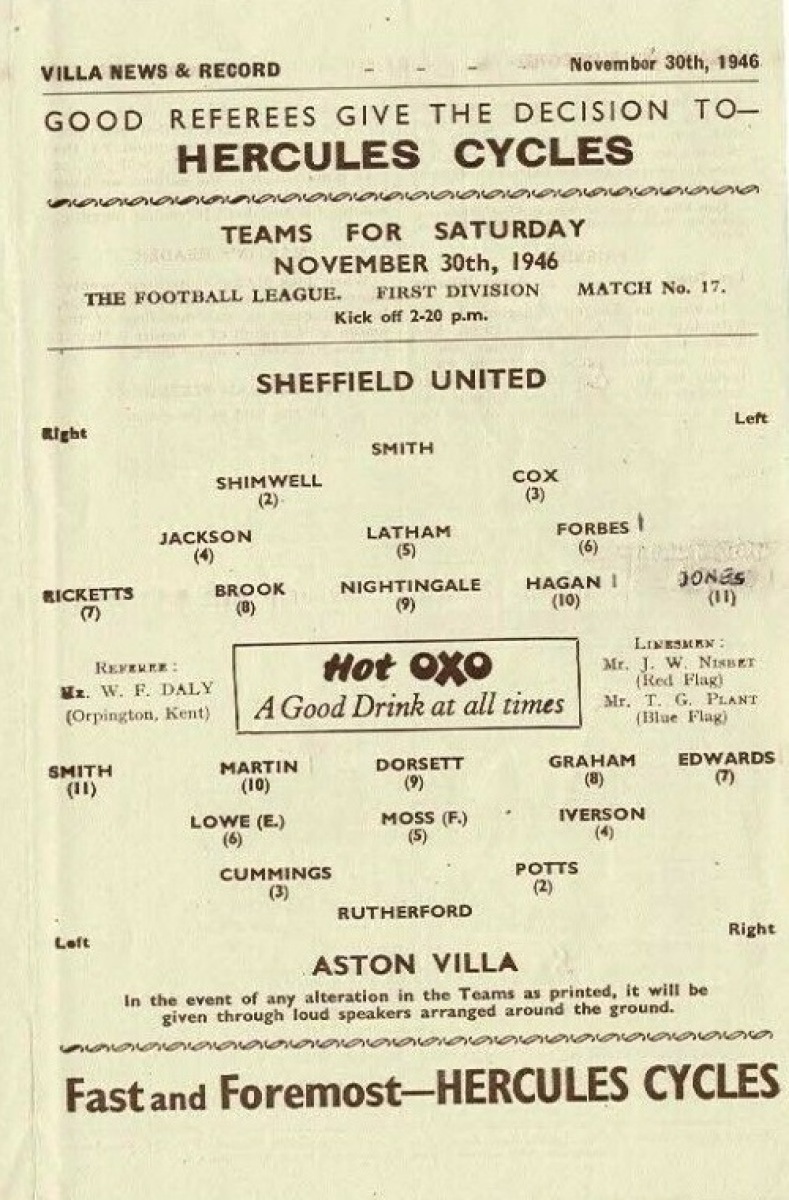 VILLA NEWS & RECORD - - - November 30th, 1946
GOOD REFEREES GIVE THE DECISION TO—
HERCULES CYCLES
TEAMS FOR SATURDAY
NOVEMBER 30th, 1946
THE FOOTBALL LEAGUE. FIRST DIVISION MATCH No. 17.
Kick off 2-20 p.m.
SHEFFIELD UNITED
Right Left
SMITH
SHIMWELL COX
(2) (3)
JACKSON LATHAM FORBES
(4) (5) (6)
RICKETTS BROOK NIGHTINGALE HAGAN JONES
(7) (8) (9) (10) (11)
REFEREE:
Mr. W. F. DALY
(Orpington, Kent)
Hot OXO
A Good Drink at all times
LINESMEN:
Mr. J. W. NISBET
(Red Flag)
Mr. T. G. PLANT
(Blue Flag)
SMITH MARTIN DORSETT GRAHAM EDWARDS
(11) (10) (9) (8) (7)
LOWE (E.) MOSS (F.) IVERSON
(6) (5) (4)
CUMMINGS POTTS
(3) (2)
RUTHERFORD
Left Right
ASTON VILLA
In the event of any alteration in the Teams as printed, it will be
given through loud speakers arranged around the ground.
Fast and Foremost—HERCULES CYCLES